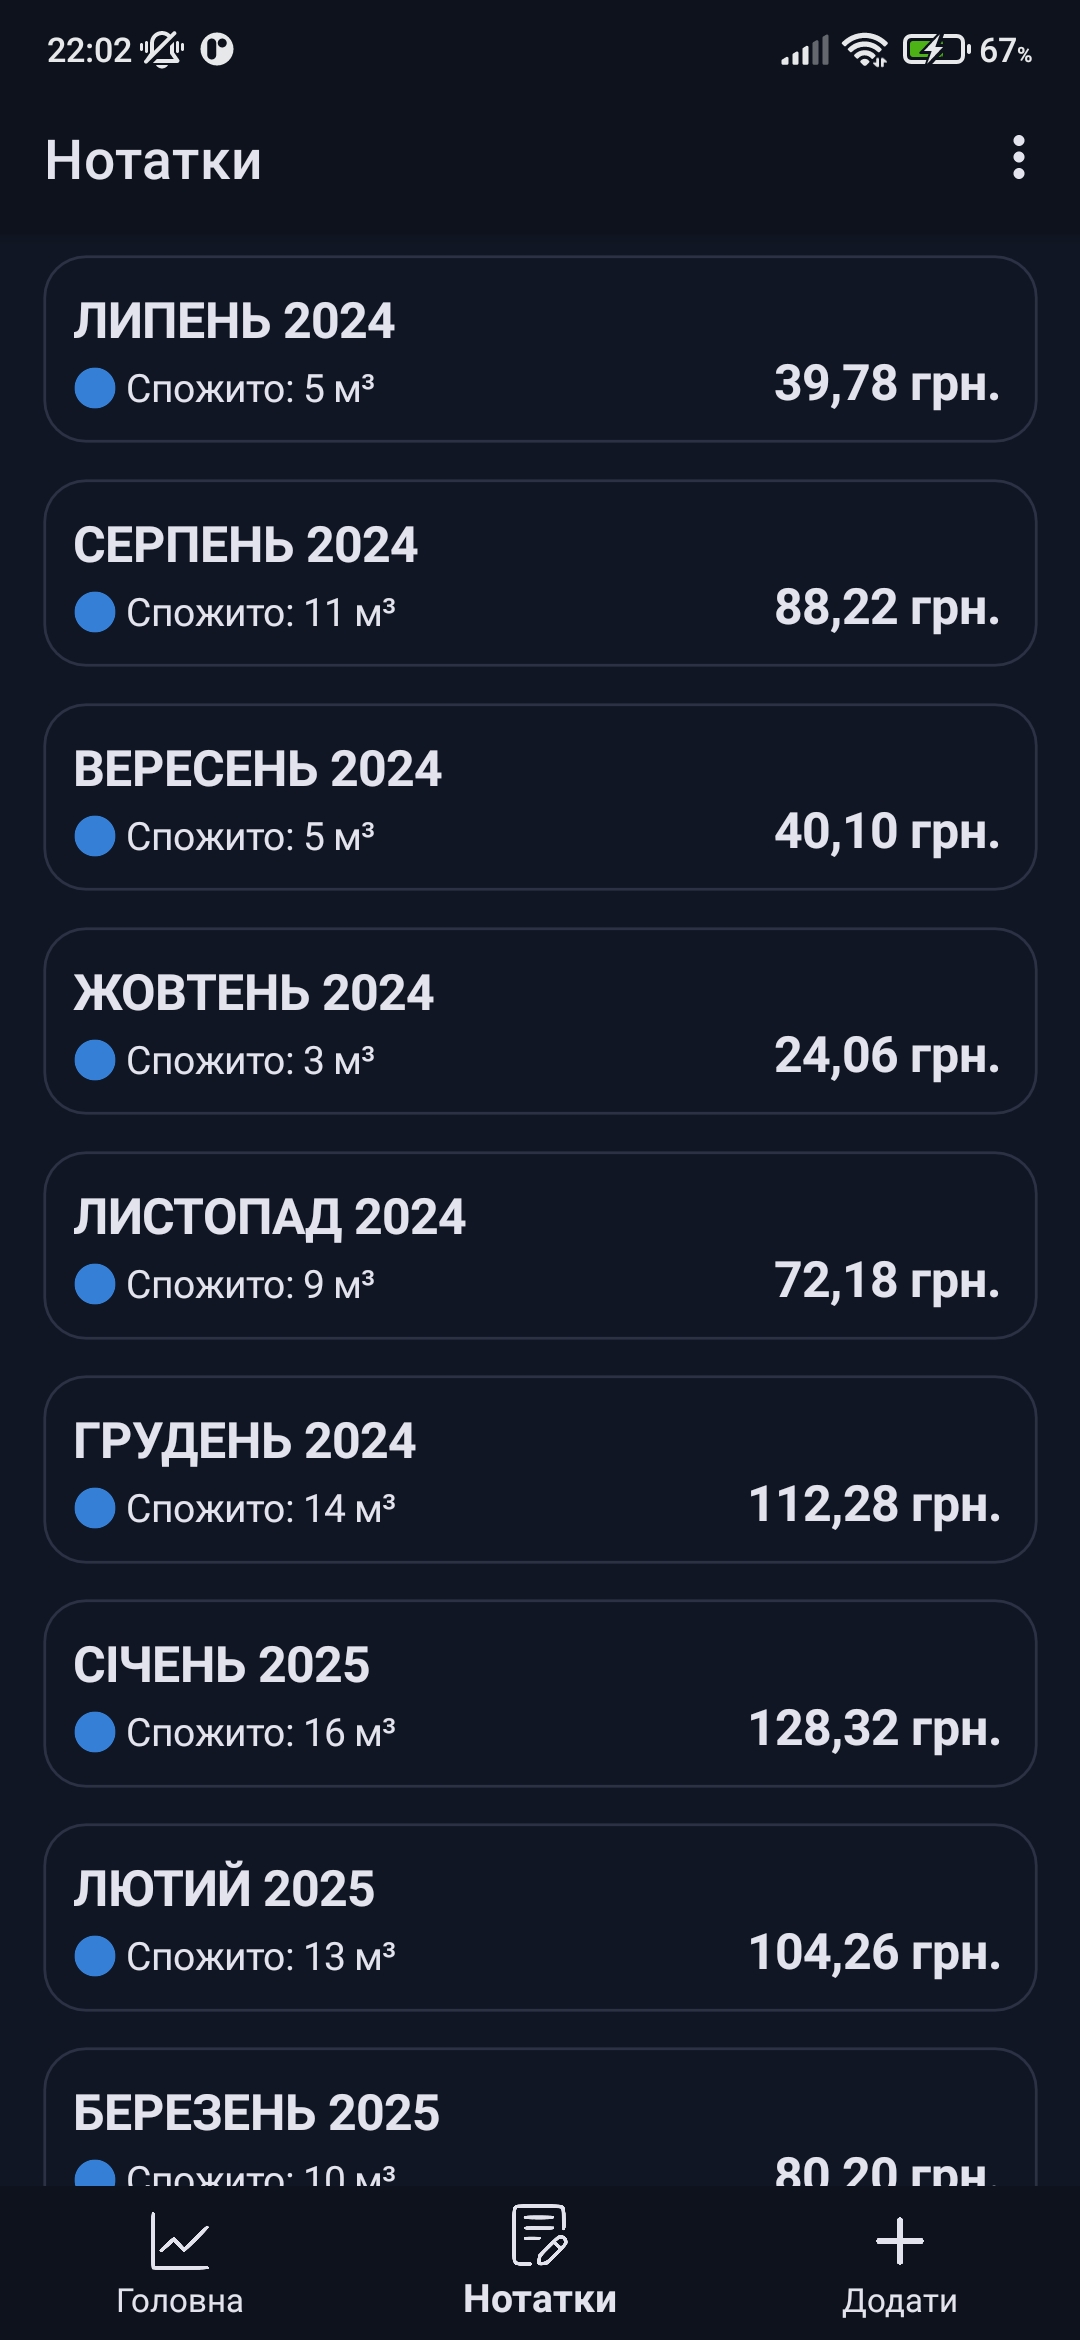 22:02 67%
Нотатки
ЛИПЕНЬ 2024
Спожито: 5 м³ 39,78 грн.
СЕРПЕНЬ 2024
Спожито: 11 м³ 88,22 грн.
ВЕРЕСЕНЬ 2024
Спожито: 5 м³ 40,10 грн.
ЖОВТЕНЬ 2024
Спожито: 3 м³ 24,06 грн.
ЛИСТОПАД 2024
Спожито: 9 м³ 72,18 грн.
ГРУДЕНЬ 2024
Спожито: 14 м³ 112,28 грн.
СІЧЕНЬ 2025
Спожито: 16 м³ 128,32 грн.
ЛЮТИЙ 2025
Спожито: 13 м³ 104,26 грн.
БЕРЕЗЕНЬ 2025
Спожито: 10 м³ 80,20 грн.
Головна Нотатки Додати